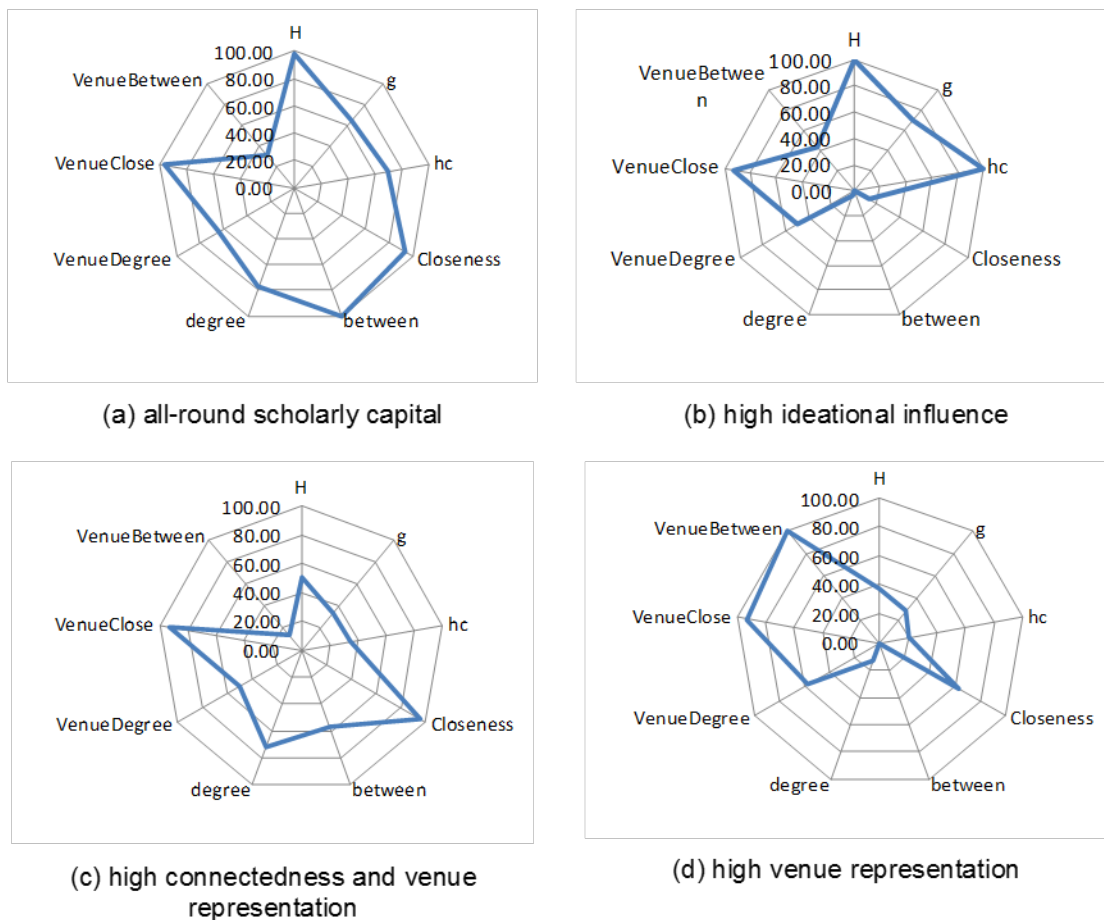 H
100.00
VenueBetween
g
80.00
60.00
40.00
VenueClose
hc
20.00
0.00
VenueDegree
Closeness
degree
between
(a) all-round scholarly capital
H
100.00
VenueBetwee
n
g
80.00
60.00
40.00
VenueClose
hc
20.00
0.00
VenueDegree
Closeness
degree
between
(b) high ideational influence
H
100.00
VenueBetween
g
80.00
60.00
40.00
VenueClose
hc
20.00
0.00
VenueDegree
Closeness
degree
between
(c) high connectedness and venue
representation
H
100.00
VenueBetween
g
80.00
60.00
40.00
VenueClose
hc
20.00
0.00
VenueDegree
Closeness
degree
between
(d) high venue representation